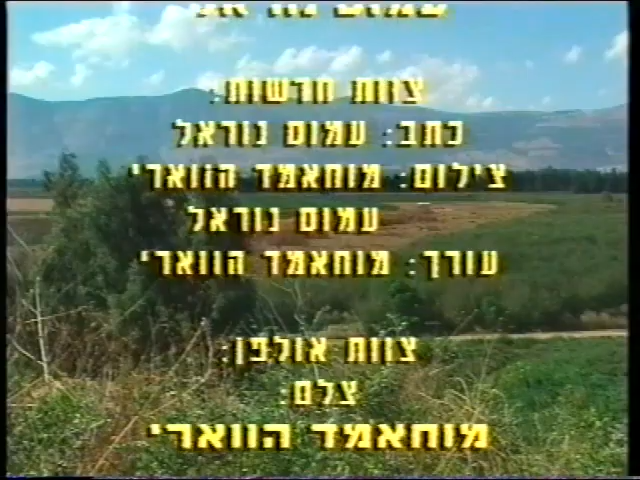 צוות חדשות:
כתב: עמוס נוראל
צילום: מוחאמד הווארי
עמוס נוראל
עורך: מוחאמד הווארי
צוות אולפן:
צלם:
מוחאמד הווארי